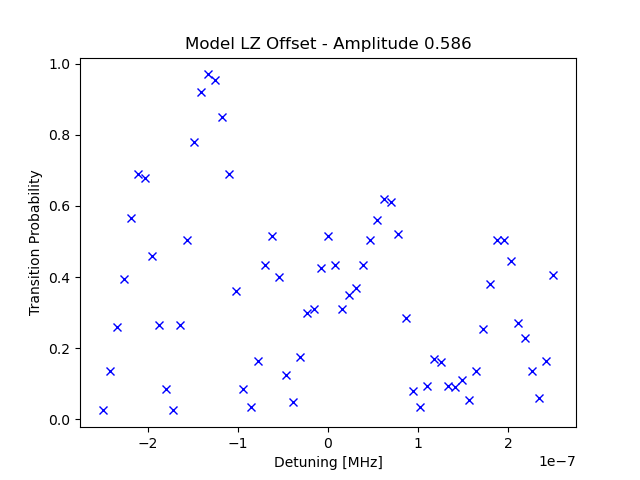 Model LZ Offset - Amplitude 0.586
1.0
0.8
0.6
0.4
0.2
0.0
Transition Probability
−2
−1
0
1
2
1e−7
Detuning [MHz]